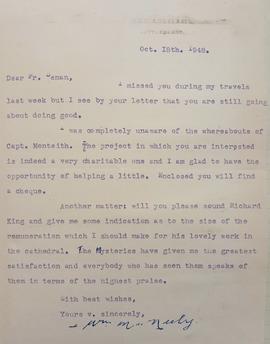 Oct. 18th. 1948.
Dear Mr.
I missed you during my travels
last week but I see by your letter that you are still going
about doing good.
I was completely unaware of the whereabouts of
Capt. Monteith. The project in which you are interested
is indeed a very charitable one and I am glad to have the
opportunity of helping a little. Enclosed you will find
a cheque.
Another matter: will you please sound Richard
King and give me some indication as to the size of the
remuneration which I should make for his lovely work in
the cathedral. The Mysteries have given me the greatest
satisfaction and everybody who has seen them speaks of
them in terms of the highest praise.
With best wishes,
Yours v. sincerely,